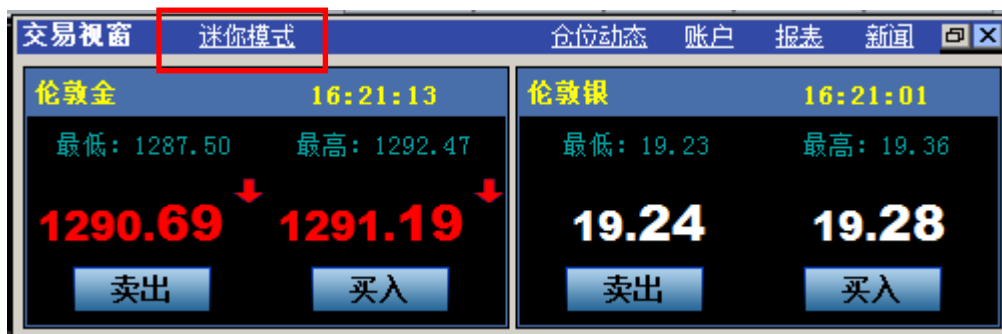 交易视窗 迷你模式 仓位动态 账户 报表 新闻
伦敦金 16:21:13 伦敦银 16:21:01
最低：1287.50 最高：1292.47 最低：19.23 最高：19.36
1290.69 1291.19 19.24 19.28
卖出 买入 卖出 买入